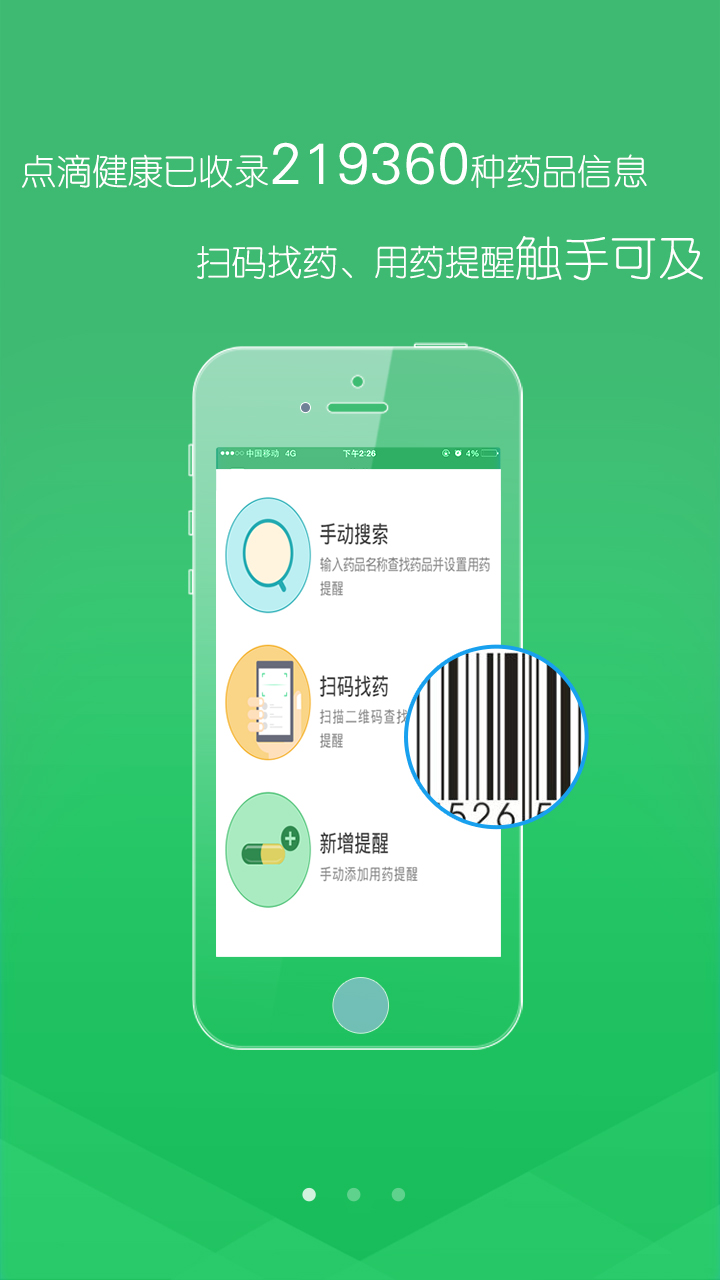 点滴健康已收录219360种药品信息
扫码找药、用药提醒触手可及
中国移动 4G 下午2:26 4%
手动搜索
输入药品名称查找药品并设置用药
提醒
扫码找药
扫描二维码查找
提醒
526 5
新增提醒
手动添加用药提醒